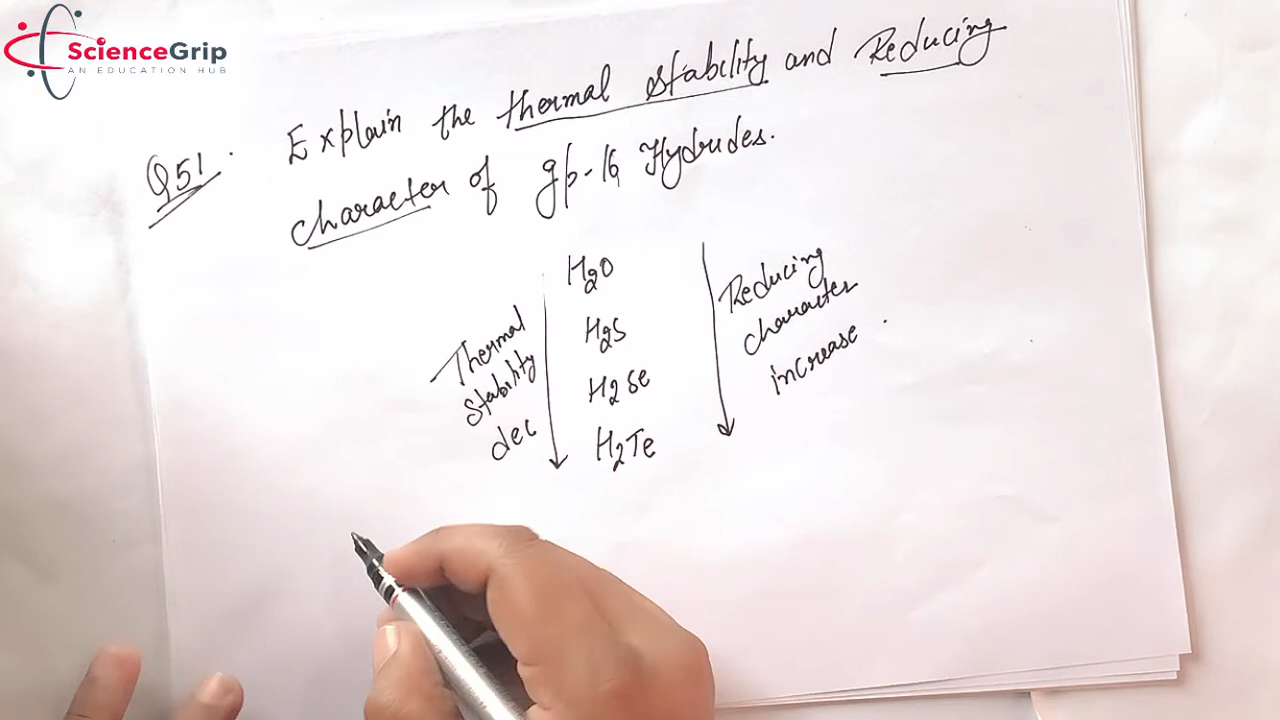 ScienceGrip
AN EDUCATION HUB
Q51. Explain the thermal stability and Reducing
character of gp-16 Hydrides.
H2O
H2S
H2Se
H2Te
Thermal
stability
dec
Reducing
character
increase.